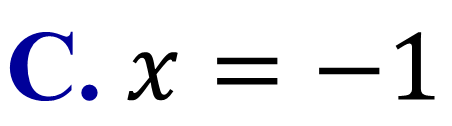 C. x = −1